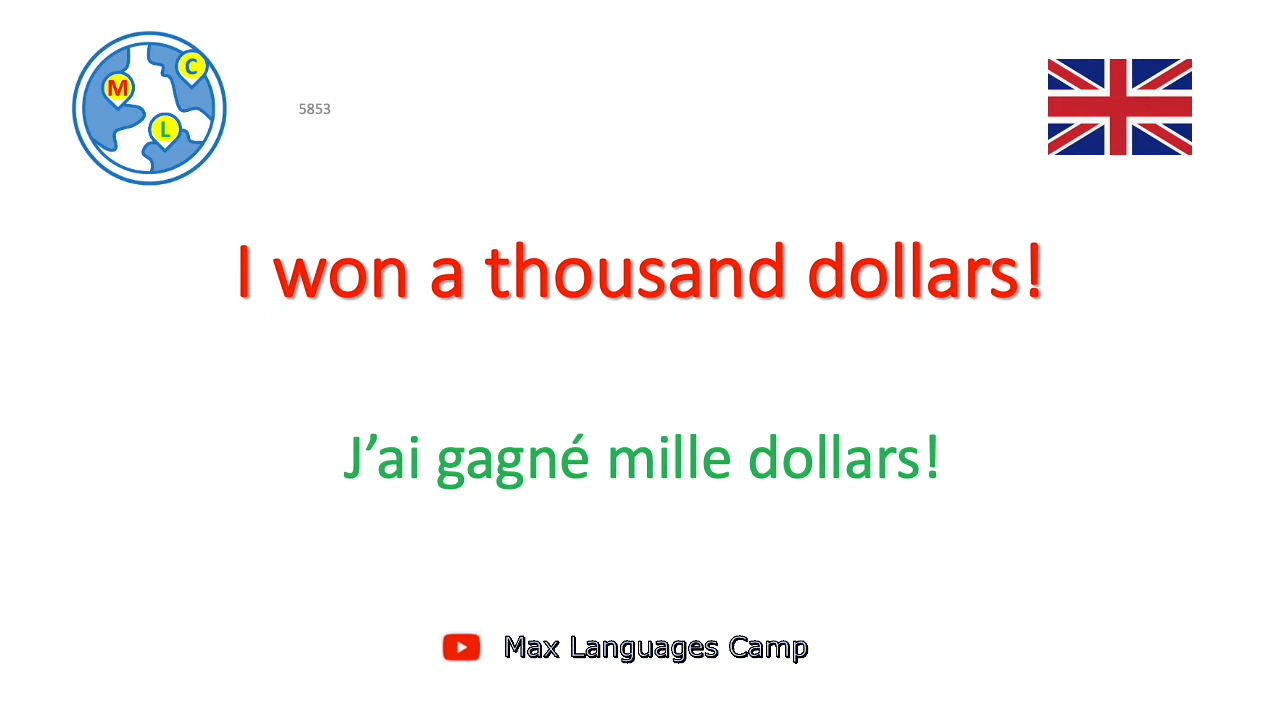 C
M
L
5853
I won a thousand dollars!
J’ai gagné mille dollars!
Max Languages Camp